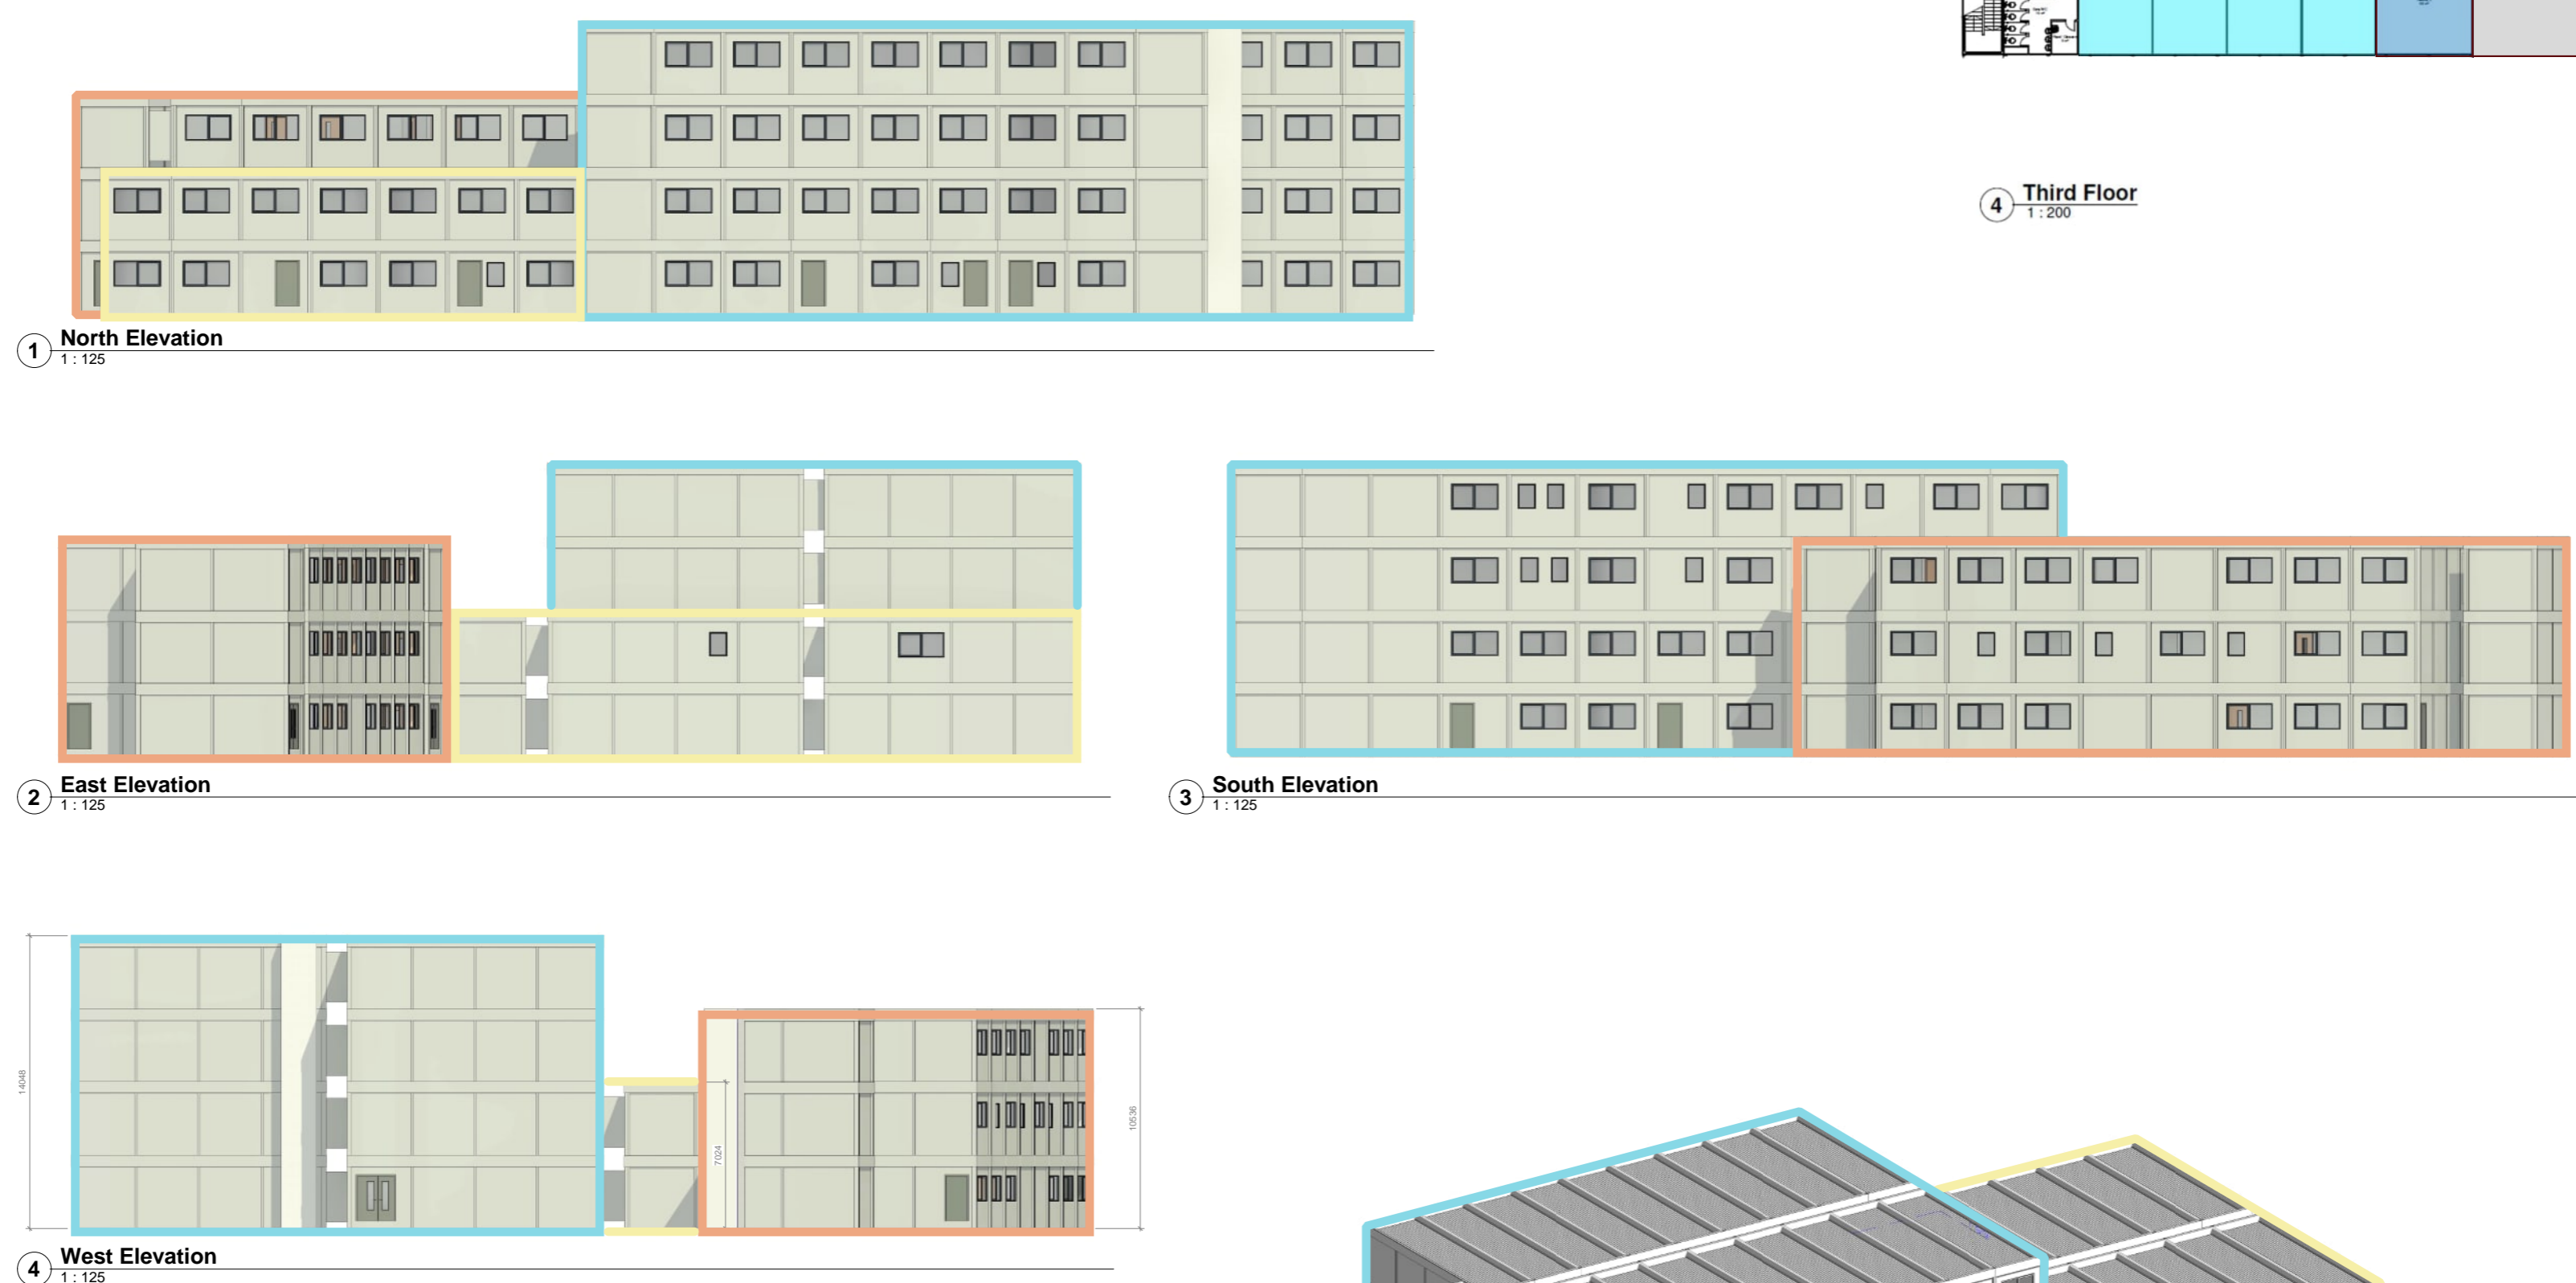 4 Third Floor
1 : 200
1 North Elevation
1 : 125
2 East Elevation
1 : 125
3 South Elevation
1 : 125
14048
7024
10536
4 West Elevation
1 : 125